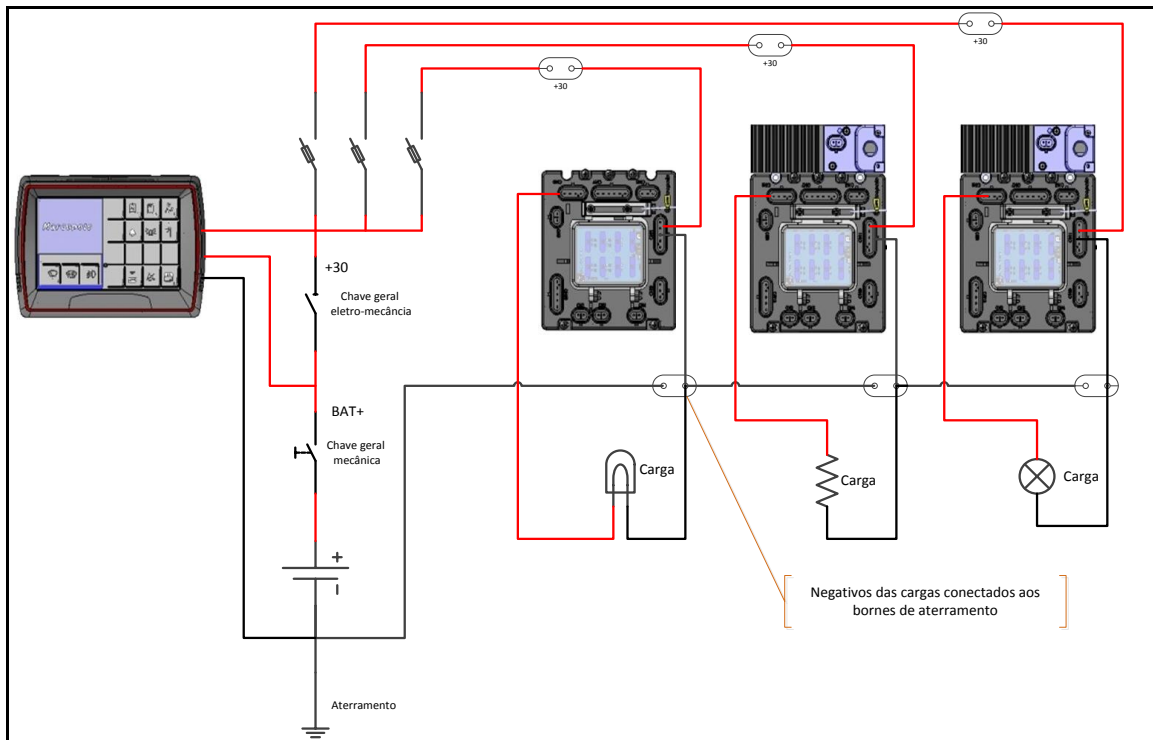 +30
+30
+30
Marcopolo
+30
Chave geral
eletro-mecância
BAT+
Chave geral
mecânica
Carga
Carga
Carga
+
Negativos das cargas conectados aos
bornes de aterramento
Aterramento